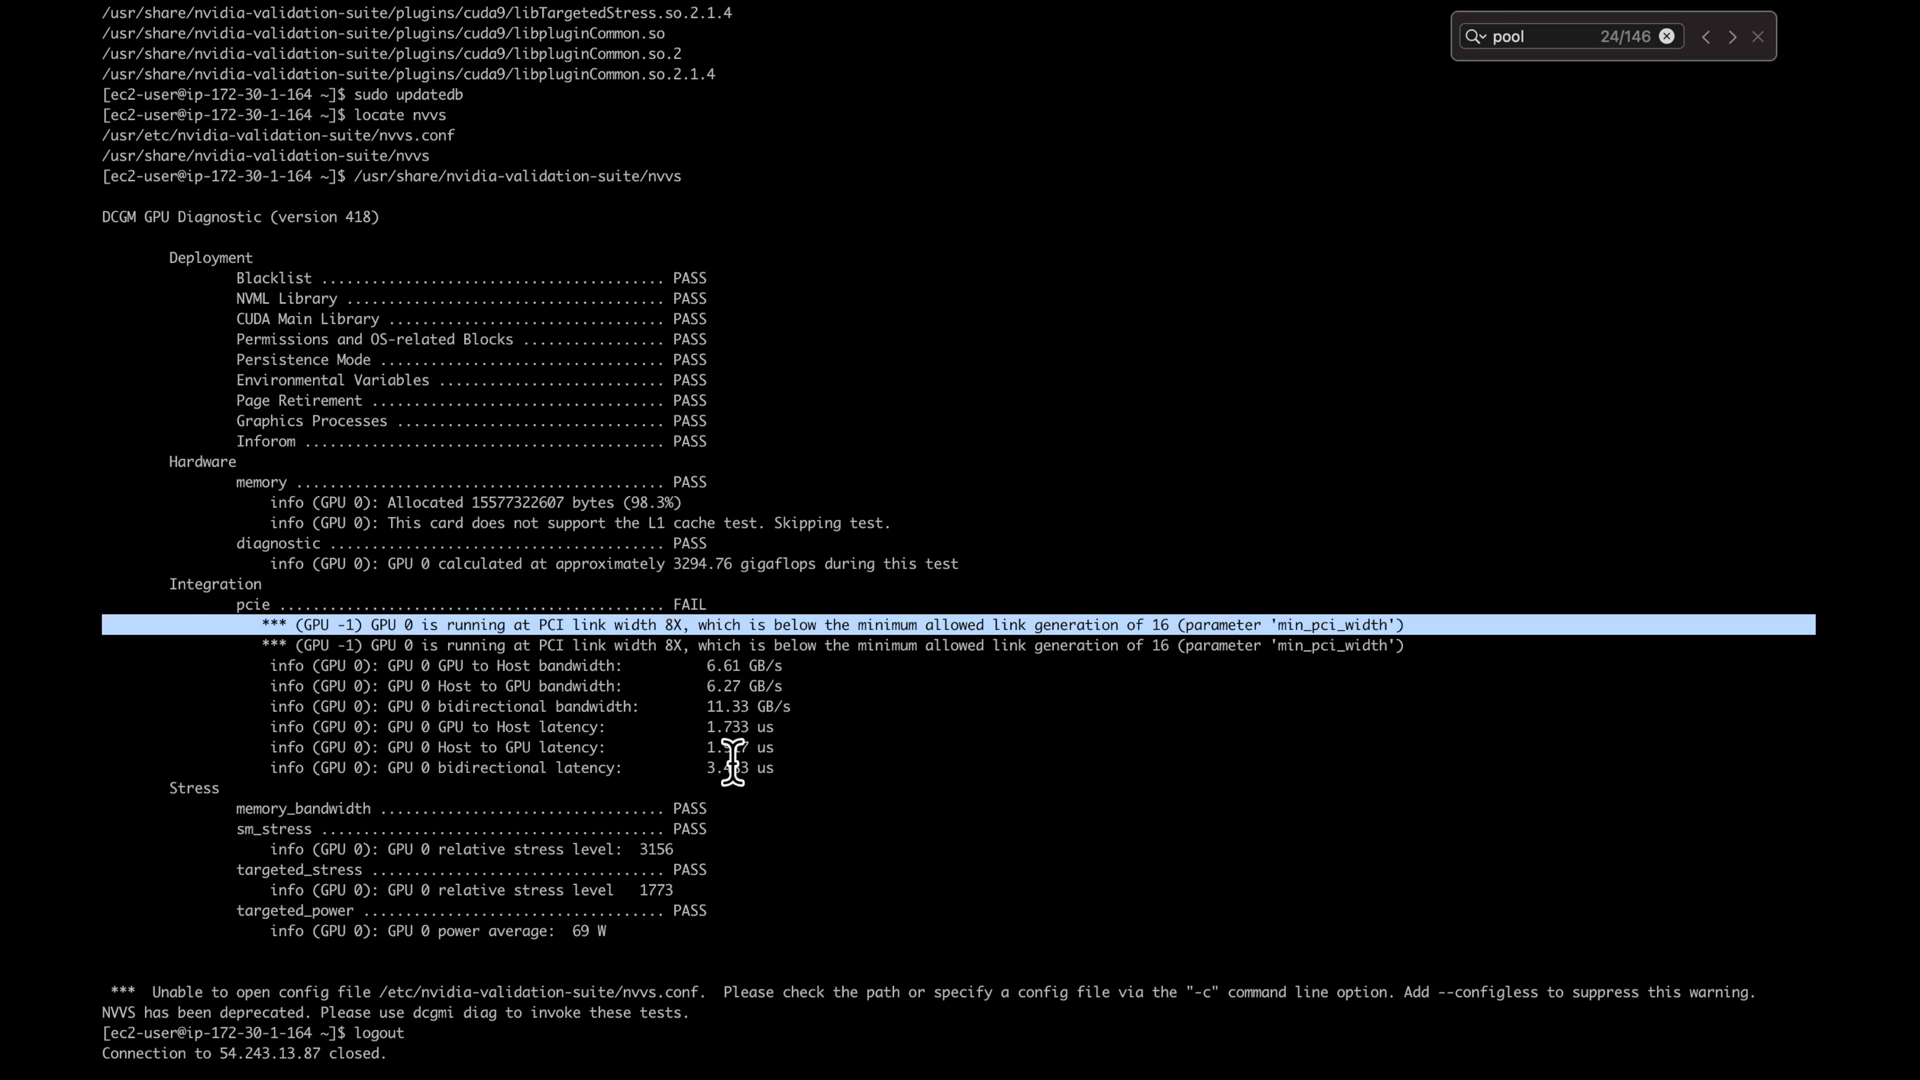 /usr/share/nvidia-validation-suite/plugins/cuda9/libTargetedStress.so.2.1.4
/usr/share/nvidia-validation-suite/plugins/cuda9/libpluginCommon.so
/usr/share/nvidia-validation-suite/plugins/cuda9/libpluginCommon.so.2
/usr/share/nvidia-validation-suite/plugins/cuda9/libpluginCommon.so.2.1.4
pool 24/146
[ec2-user@ip-172-30-1-164 ~]$ sudo updatedb
[ec2-user@ip-172-30-1-164 ~]$ locate nvvs
/usr/etc/nvidia-validation-suite/nvvs.conf
/usr/share/nvidia-validation-suite/nvvs
[ec2-user@ip-172-30-1-164 ~]$ /usr/share/nvidia-validation-suite/nvvs
DCGM GPU Diagnostic (version 418)
Deployment
Blacklist ......................................... PASS
NVML Library ...................................... PASS
CUDA Main Library ................................. PASS
Permissions and OS-related Blocks ................. PASS
Persistence Mode .................................. PASS
Environmental Variables ........................... PASS
Page Retirement ................................... PASS
Graphics Processes ................................ PASS
Inforom ........................................... PASS
Hardware
memory ............................................ PASS
info (GPU 0): Allocated 15577322607 bytes (98.3%)
info (GPU 0): This card does not support the L1 cache test. Skipping test.
diagnostic ........................................ PASS
info (GPU 0): GPU 0 calculated at approximately 3294.76 gigaflops during this test
Integration
pcie .............................................. FAIL
*** (GPU -1) GPU 0 is running at PCI link width 8X, which is below the minimum allowed link generation of 16 (parameter 'min_pci_width')
*** (GPU -1) GPU 0 is running at PCI link width 8X, which is below the minimum allowed link generation of 16 (parameter 'min_pci_width')
info (GPU 0): GPU 0 GPU to Host bandwidth: 6.61 GB/s
info (GPU 0): GPU 0 Host to GPU bandwidth: 6.27 GB/s
info (GPU 0): GPU 0 bidirectional bandwidth: 11.33 GB/s
info (GPU 0): GPU 0 GPU to Host latency: 1.733 us
info (GPU 0): GPU 0 Host to GPU latency: us
info (GPU 0): GPU 0 bidirectional latency: us
Stress
memory_bandwidth .................................. PASS
sm_stress ......................................... PASS
info (GPU 0): GPU 0 relative stress level: 3156
targeted_stress ................................... PASS
info (GPU 0): GPU 0 relative stress level 1773
targeted_power .................................... PASS
info (GPU 0): GPU 0 power average: 69 W
*** Unable to open config file /etc/nvidia-validation-suite/nvvs.conf. Please check the path or specify a config file via the "-c" command line option. Add --configless to suppress this warning.
NVVS has been deprecated. Please use dcgmi diag to invoke these tests.
[ec2-user@ip-172-30-1-164 ~]$ logout
Connection to 54.243.13.87 closed.